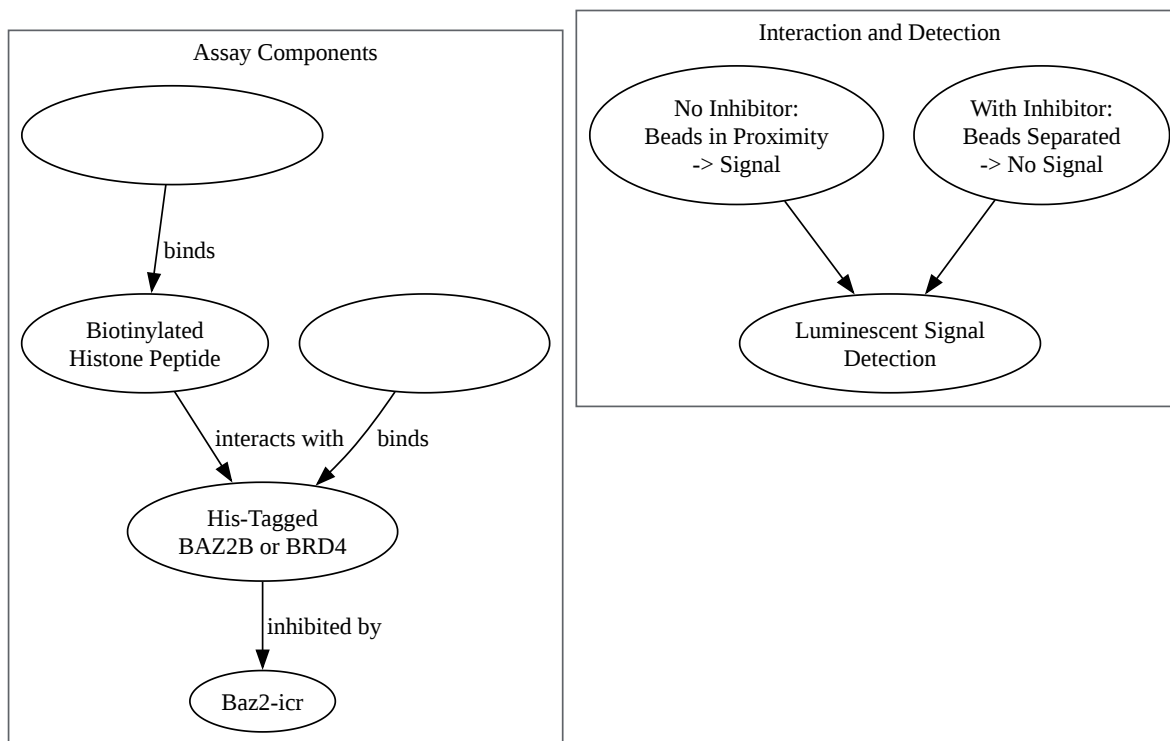 Assay Components
binds
Biotinylated
Histone Peptide
interacts with
binds
His-Tagged
BAZ2B or BRD4
inhibited by
Baz2-icr
Interaction and Detection
No Inhibitor:
Beads in Proximity
-> Signal
With Inhibitor:
Beads Separated
-> No Signal
Luminescent Signal
Detection